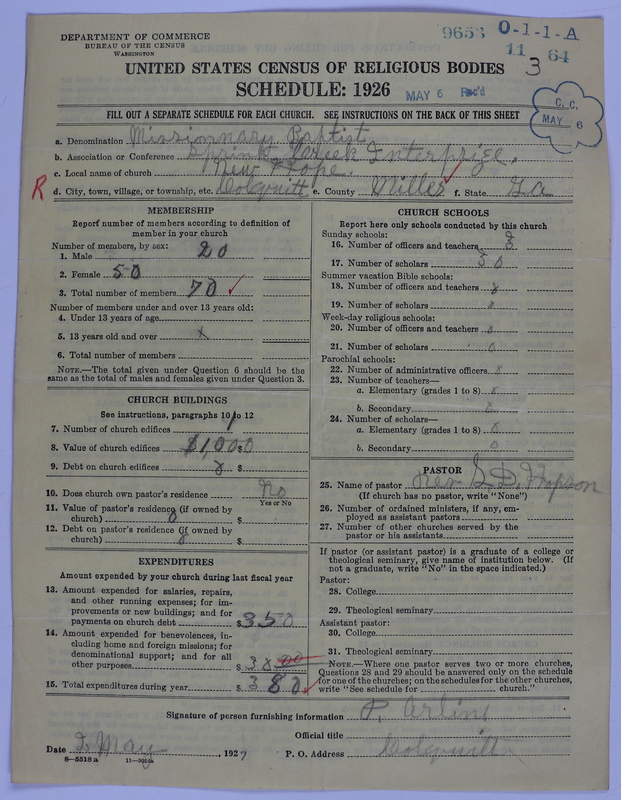 DEPARTMENT OF COMMERCE
BUREAU OF THE CENSUS
WASHINGTON
9653 O-1-1-A
11 64
3
UNITED STATES CENSUS OF RELIGIOUS BODIES
SCHEDULE: 1926
MAY 6 Rec'd
C. C.
MAY 6
FILL OUT A SEPARATE SCHEDULE FOR EACH CHURCH. SEE INSTRUCTIONS ON THE BACK OF THIS SHEET
a. Denomination Missionnary Baptist
b. Association or Conference Spring Creek Enterprize.
c. Local name of church New Hope.
R d. City, town, village, or township, etc. Colquitt e. County Miller f. State Ga
MEMBERSHIP
Report number of members according to definition of
member in your church
Number of members, by sex:
1. Male 20
2. Female 50
3. Total number of members 70
Number of members under and over 13 years old:
4. Under 13 years of age
5. 13 years old and over x
6. Total number of members
NOTE.—The total given under Question 6 should be the
same as the total of males and females given under Question 3.
CHURCH BUILDINGS
See instructions, paragraphs 10 to 12
7. Number of church edifices 1
8. Value of church edifices $1,000
9. Debt on church edifices $
10. Does church own pastor's residence No
Yes or No
11. Value of pastor's residence (if owned by
church) 0 $
12. Debt on pastor's residence (if owned by
church) $
EXPENDITURES
Amount expended by your church during last fiscal year
13. Amount expended for salaries, repairs,
and other running expenses; for im-
provements or new buildings; and for
payments on church debt $350
14. Amount expended for benevolences, in-
cluding home and foreign missions; for
denominational support; and for all
other purposes $ 30 00
15. Total expenditures during year $ 380
CHURCH SCHOOLS
Report here only schools conducted by this church
Sunday schools:
16. Number of officers and teachers
17. Number of scholars 50
Summer vacation Bible schools:
18. Number of officers and teachers
19. Number of scholars
Week-day religious schools:
20. Number of officers and teachers
21. Number of scholars 0
Parochial schools:
22. Number of administrative officers x
23. Number of teachers—
a. Elementary (grades 1 to 8) x
b. Secondary
24. Number of scholars—
a. Elementary (grades 1 to 8)
b. Secondary 0
PASTOR
25. Name of pastor Rev S. D. Hopson
(If church has no pastor, write "None")
26. Number of ordained ministers, if any, em-
ployed as assistant pastors
27. Number of other churches served by the
pastor or his assistants
If pastor (or assistant pastor) is a graduate of a college or
theological seminary, give name of institution below. (If
not a graduate, write "No" in the space indicated.)
Pastor:
28. College
29. Theological seminary
Assistant pastor:
30. College
31. Theological seminary
NOTE.—Where one pastor serves two or more churches,
Questions 28 and 29 should be answered only on the schedule
for one of the churches; on the schedules for the other churches,
write "See schedule for church."
Signature of person furnishing information P. Arline
Official title
Date 2, May, 1927 P. O. Address Colquitt
8—5518 a